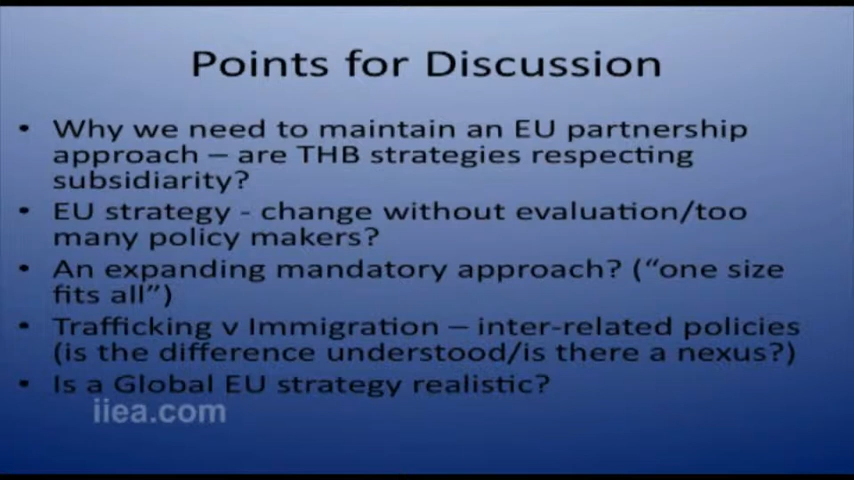 Points for Discussion
• Why we need to maintain an EU partnership
approach – are THB strategies respecting
subsidiarity?
• EU strategy - change without evaluation/too
many policy makers?
• An expanding mandatory approach? (“one size
fits all”)
• Trafficking v Immigration – inter-related policies
(is the difference understood/is there a nexus?)
• Is a Global EU strategy realistic?
iiea.com